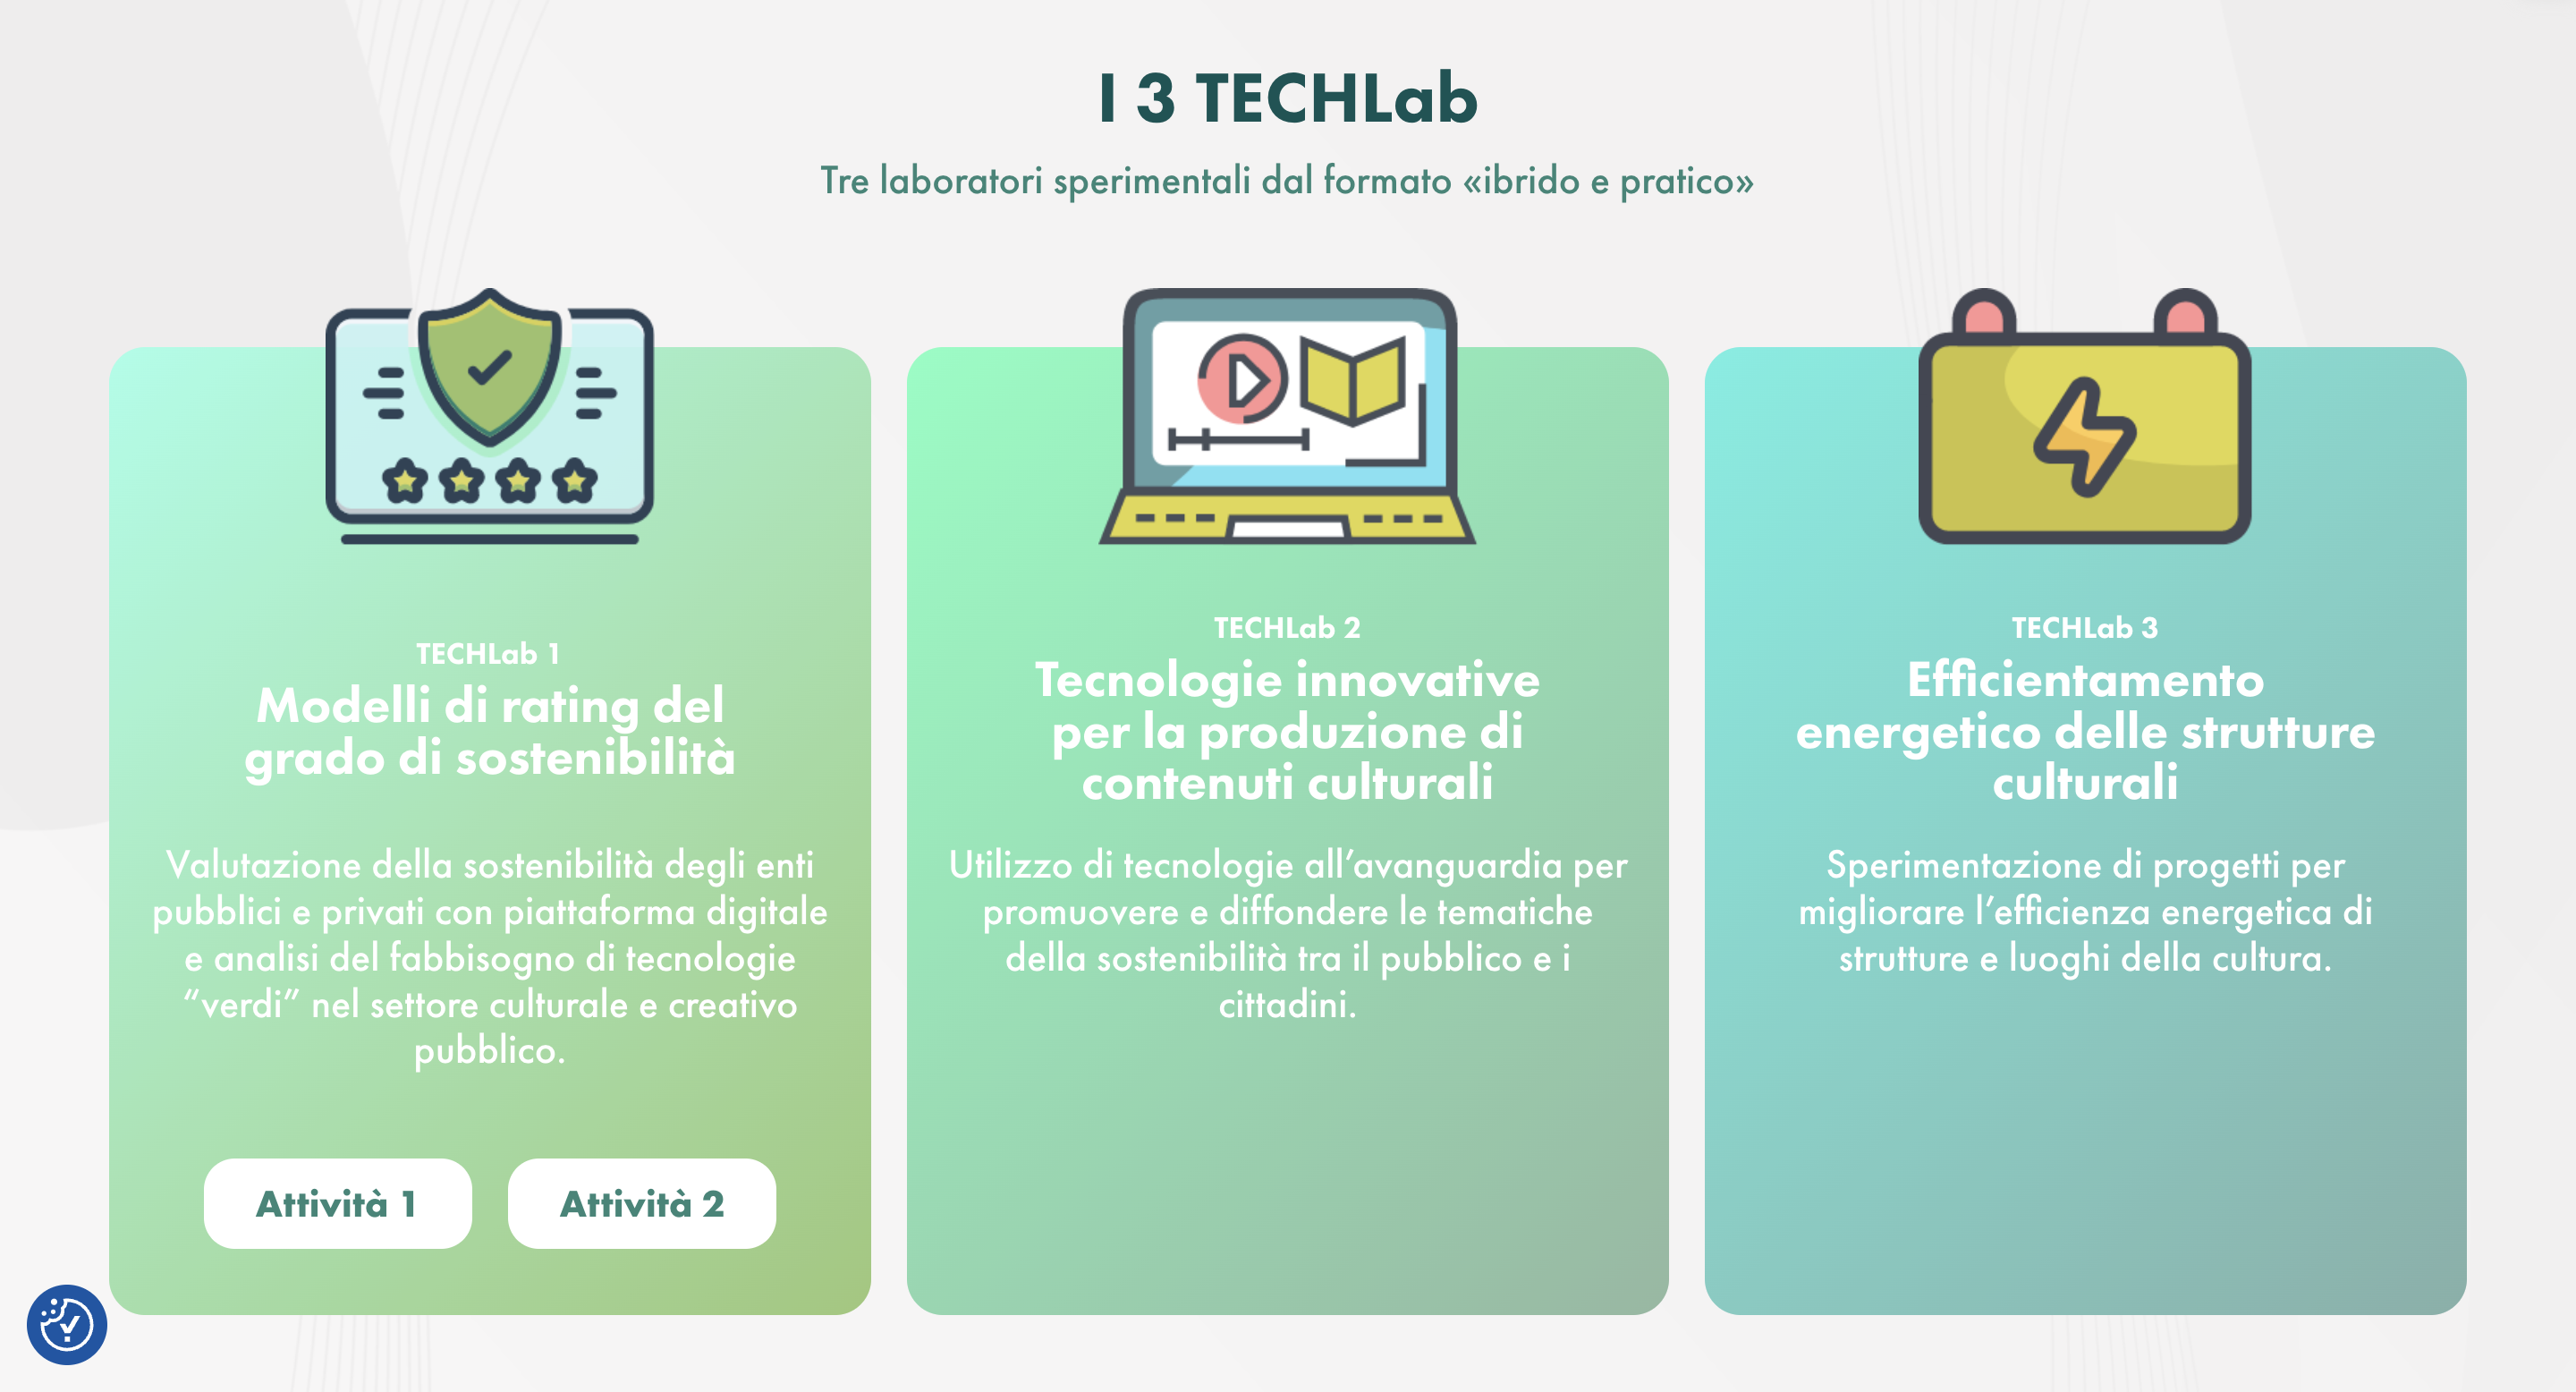 I 3 TECHLab
Tre laboratori sperimentali dal formato «ibrido e pratico»
TECHLab 1
Modelli di rating del
grado di sostenibilità
Valutazione della sostenibilità degli enti
pubblici e privati con piattaforma digitale
e analisi del fabbisogno di tecnologie
“verdi” nel settore culturale e creativo
pubblico.
Attività 1
Attività 2
TECHLab 2
Tecnologie innovative
per la produzione di
contenuti culturali
Utilizzo di tecnologie all’avanguardia per
promuovere e diffondere le tematiche
della sostenibilità tra il pubblico e i
cittadini.
TECHLab 3
Efficientamento
energetico delle strutture
culturali
Sperimentazione di progetti per
migliorare l’efficienza energetica di
strutture e luoghi della cultura.